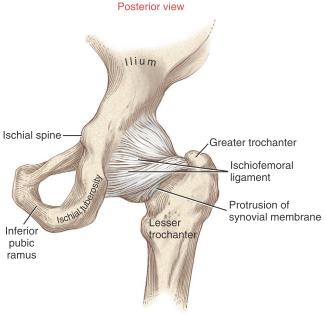 Posterior view
Ilium
Ischial spine
Greater trochanter
Ischiofemoral
ligament
Ischial tuberosity
Protrusion of
synovial membrane
Lesser
trochanter
Inferior
pubic
ramus